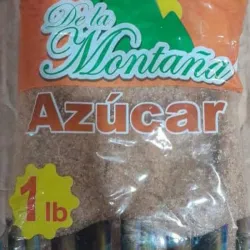 De la
Montaña
Azúcar
1 lb